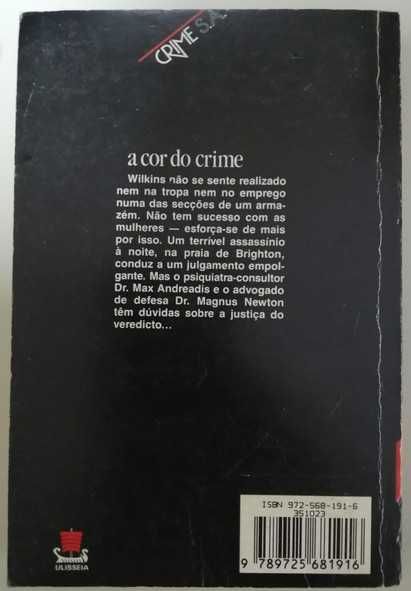 CRIME S.A.
a cor do crime
Wilkins não se sente realizado
nem na tropa nem no emprego
numa das secções de um arma-
zém. Não tem sucesso com as
mulheres — esforça-se de mais
por isso. Um terrível assassínio
à noite, na praia de Brighton,
conduz a um julgamento empol-
gante. Mas o psiquiatra-consultor
Dr. Max Andreadis e o advogado
de defesa Dr. Magnus Newton
têm dúvidas sobre a justiça do
veredicto...
ISBN 972-568-191-6
351023
9 789725 681916
ULISSEIA